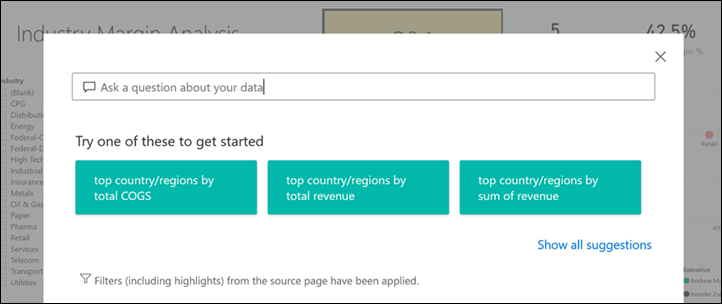 Industry Margin Analysis
5
42.5%
gin %
Industry
(Blank)
CPG
Distributi
Energy
Federal-C
Federal-D
High Tech
Industrial
Insurance
Metals
Oil & Gas
Paper
Pharma
Retail
Services
Telecom
Transport
Utilities
Ask a question about your data
Try one of these to get started
top country/regions by
total COGS
top country/regions by
total revenue
top country/regions by
sum of revenue
Show all suggestions
Filters (including highlights) from the source page have been applied.
Retail
Executive
Andrew Ma
Annelie Zub